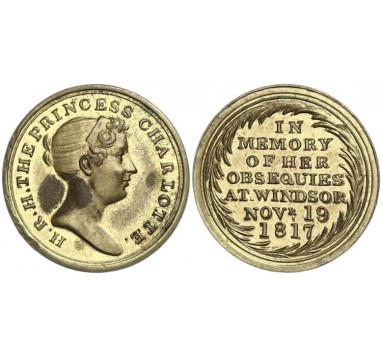 H.R.H.THE PRINCESS CHARLOTTE.
IN
MEMORY
OF HER
OBSEQUIES
AT.WINDSOR
NOVR 19
1817